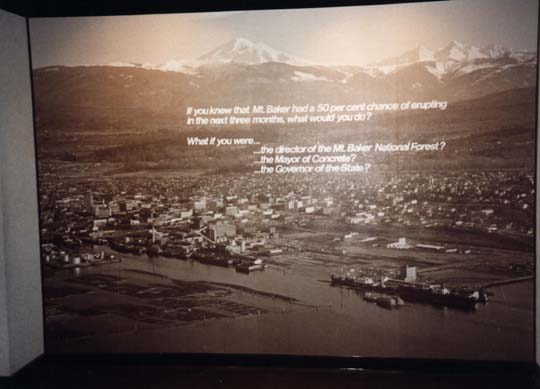 If you knew that Mt. Baker had a 50 per cent chance of erupting
in the next three months, what would you do?
What if you were...
...the director of the Mt. Baker National Forest?
...the Mayor of Concrete?
...the Governor of the State?